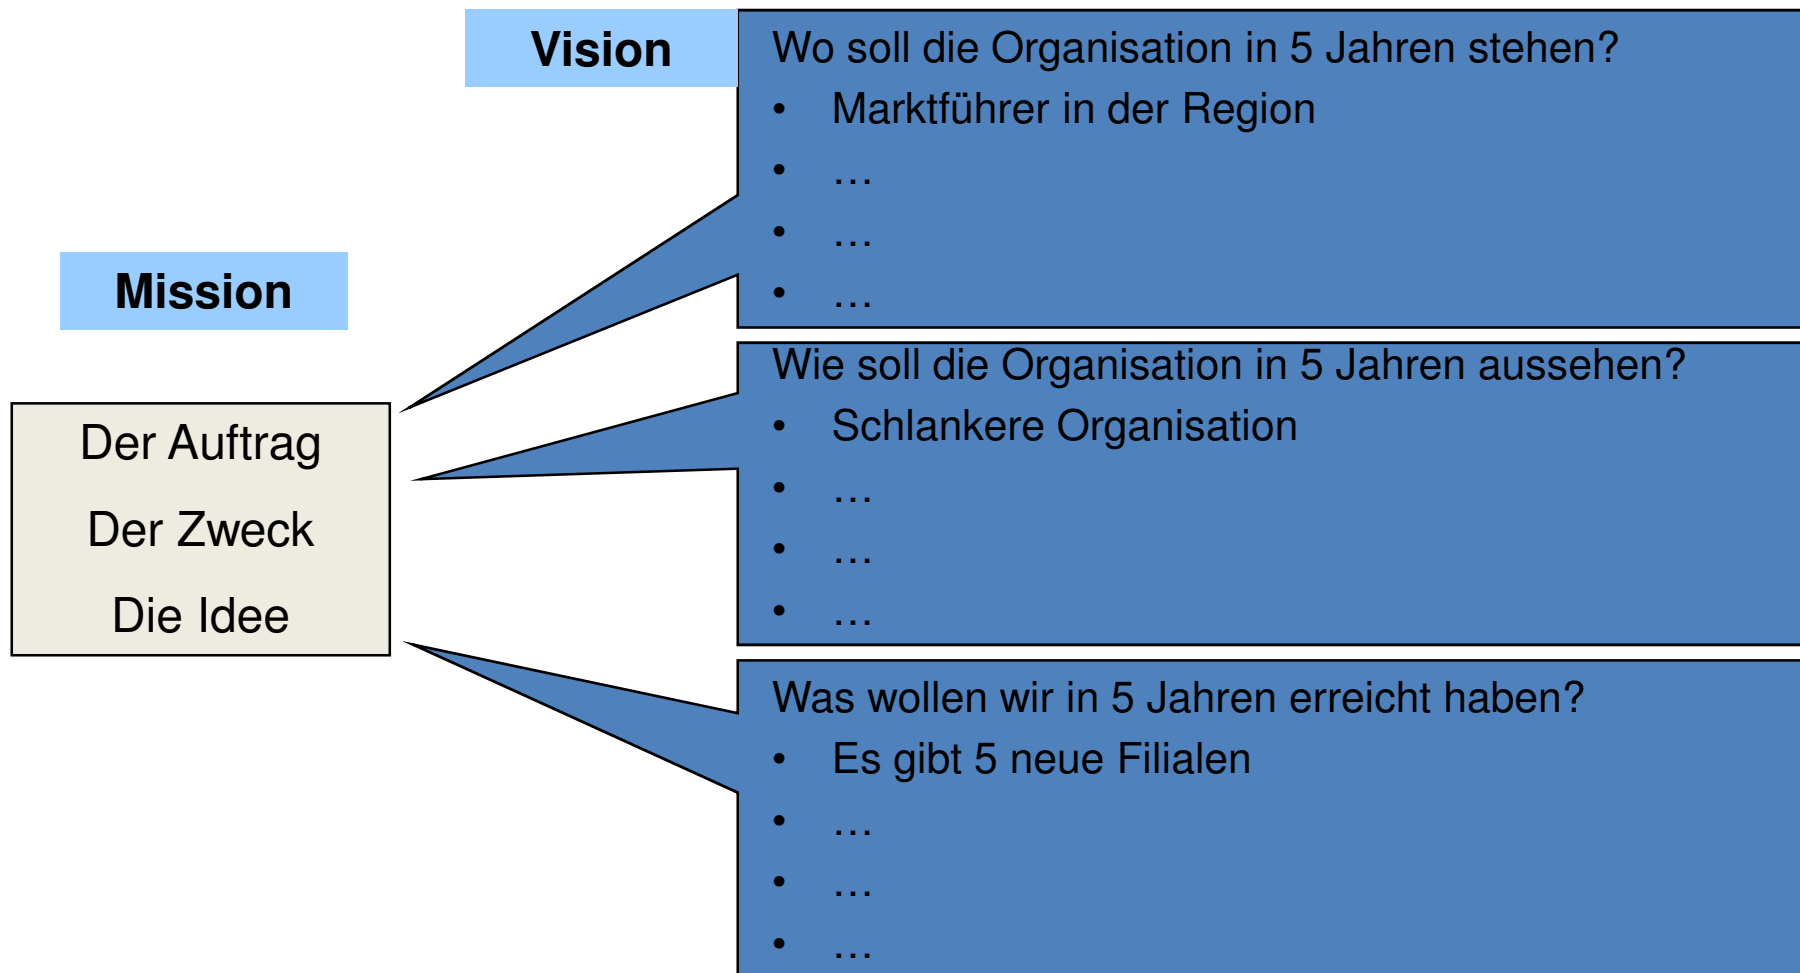 Vision
Wo soll die Organisation in 5 Jahren stehen?
• Marktführer in der Region
• …
• …
• …
Mission
Der Auftrag
Der Zweck
Die Idee
Wie soll die Organisation in 5 Jahren aussehen?
• Schlankere Organisation
• …
• …
• …
Was wollen wir in 5 Jahren erreicht haben?
• Es gibt 5 neue Filialen
• …
• …
• …